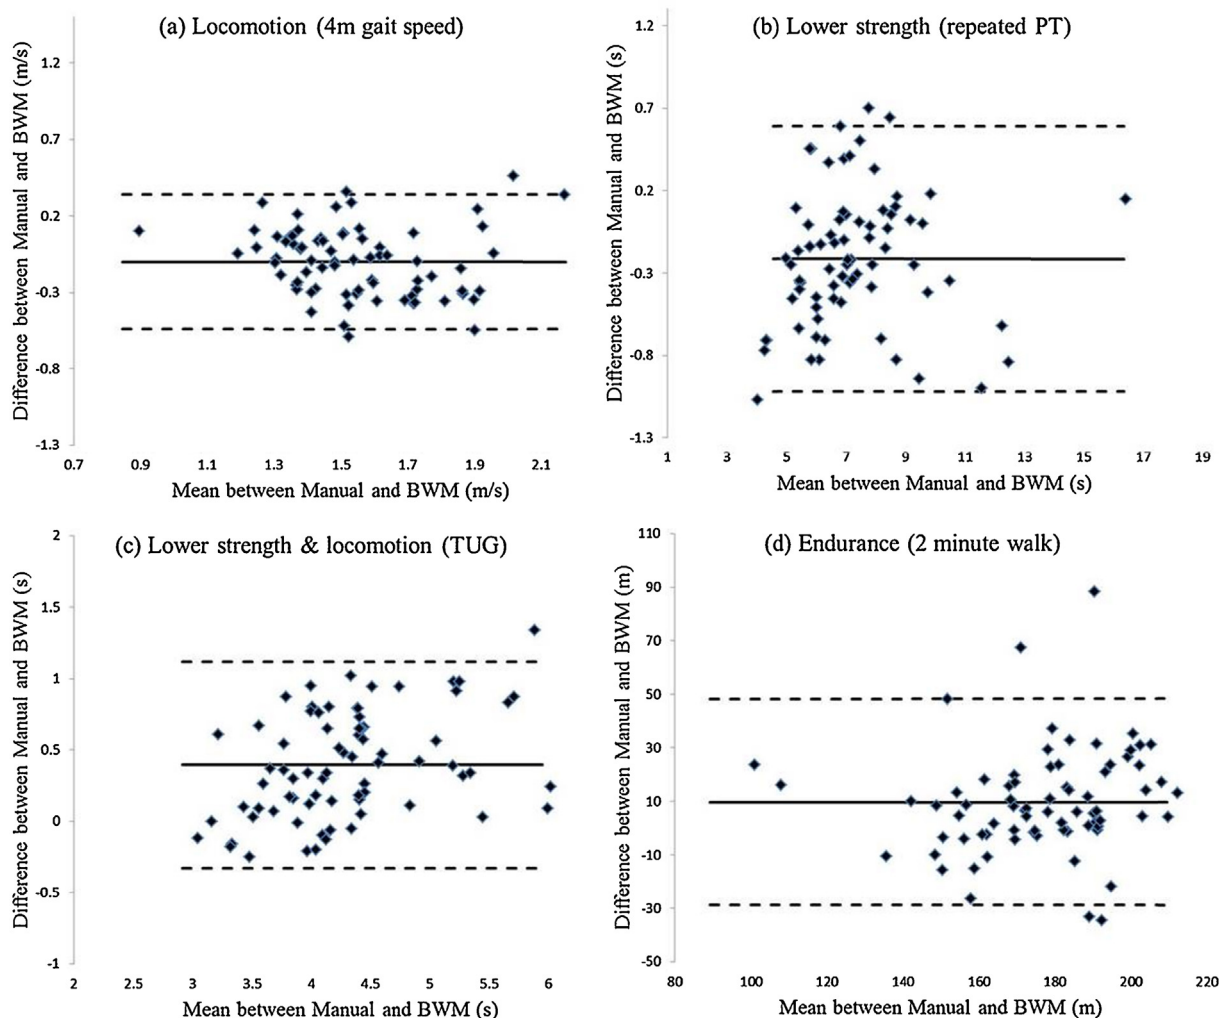 (a) Locomotion (4m gait speed)
Difference between Manual and BWM (m/s)
1.2
0.7
0.2
-0.3
-0.8
-1.3
0.7 0.9 1.1 1.3 1.5 1.7 1.9 2.1
Mean between Manual and BWM (m/s)
(b) Lower strength (repeated PT)
Difference between Manual and BWM (s)
1.2
0.7
0.2
-0.3
-0.8
-1.3
1 3 5 7 9 11 13 15 17 19
Mean between Manual and BWM (s)
(c) Lower strength & locomotion (TUG)
Difference between Manual and BWM (s)
2
1.5
1
0.5
0
-0.5
-1
2 2.5 3 3.5 4 4.5 5 5.5 6
Mean between Manual and BWM (s)
(d) Endurance (2 minute walk)
Difference between Manual and BWM (m)
110
90
70
50
30
10
-10
-30
-50
80 100 120 140 160 180 200 220
Mean between Manual and BWM (m)